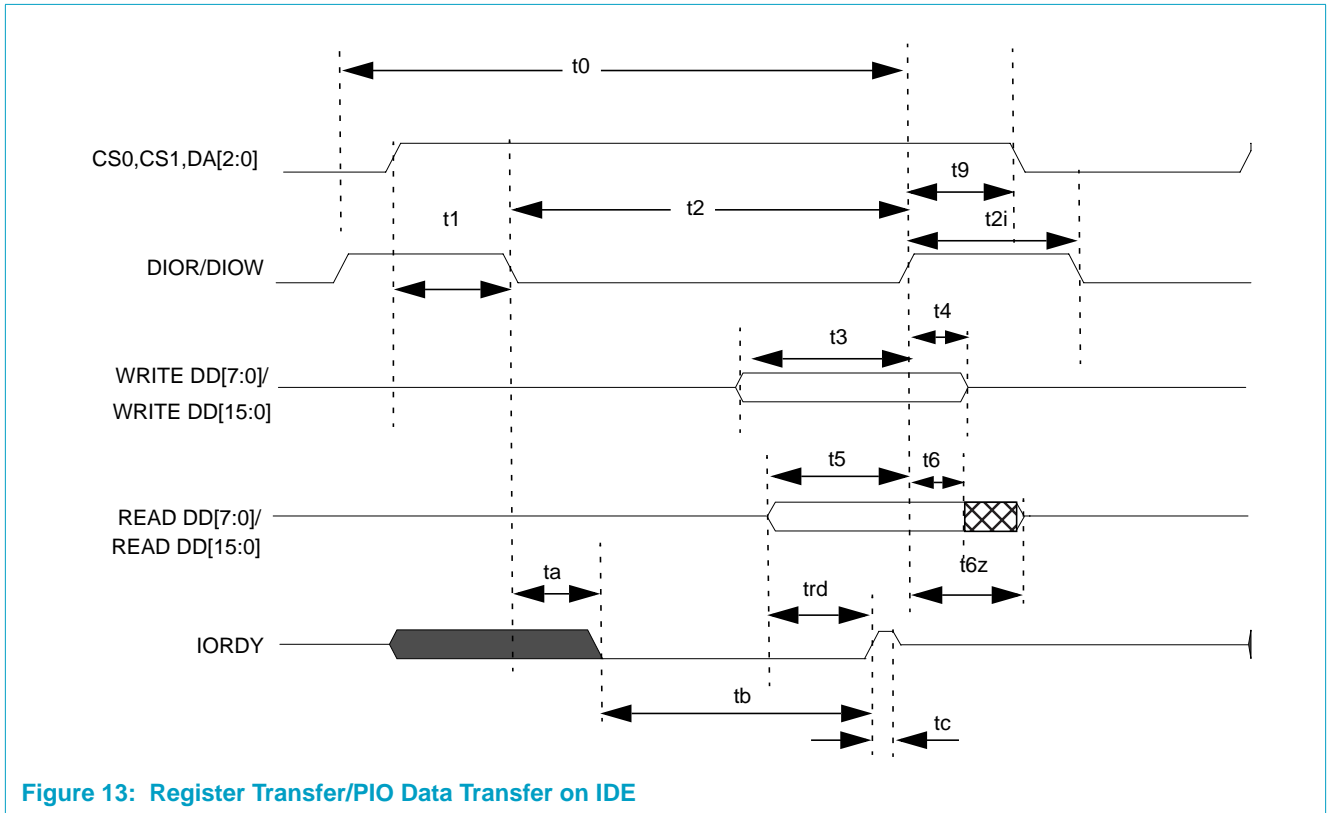 t0
CS0,CS1,DA[2:0]
t9
t1
t2
t2i
DIOR/DIOW
t4
t3
WRITE DD[7:0]/
WRITE DD[15:0]
t5
t6
READ DD[7:0]/
READ DD[15:0]
t6z
ta
trd
IORDY
tb
tc
Figure 13: Register Transfer/PIO Data Transfer on IDE